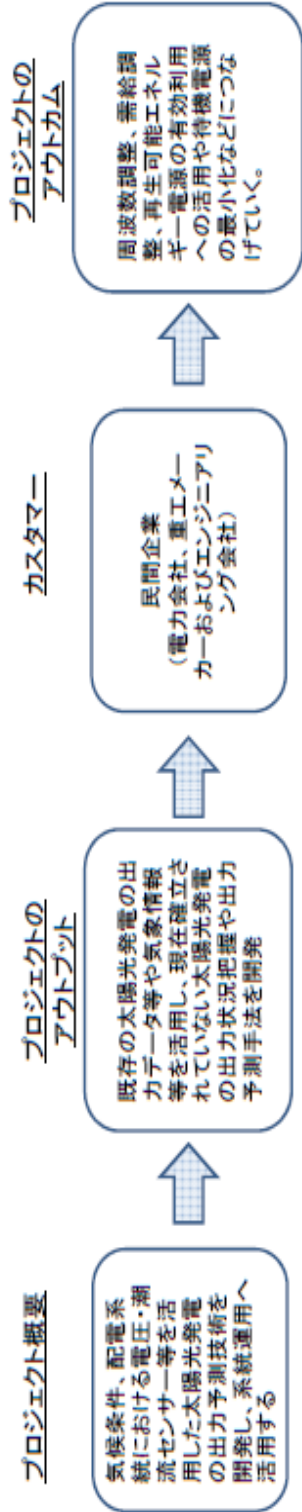 プロジェクト概要
気候条件、配電系
統における電圧・潮
流センサー等を活
用した太陽光発電
の出力予測技術を
開発し、系統運用へ
活用する
プロジェクトの
アウトプット
既存の太陽光発電の出
力データ等や気象情報
等を活用し、現在確立さ
れていない太陽光発電
の出力状況把握や出力
予測手法を開発
カスタマー
民間企業
(電力会社、重工メー
カーおよびエンジニアリ
ング会社)
プロジェクトの
アウトカム
周波数調整、需給調
整、再生可能エネル
ギー電源の有効利用
への活用や待機電源
の最小化などにつな
げていく。